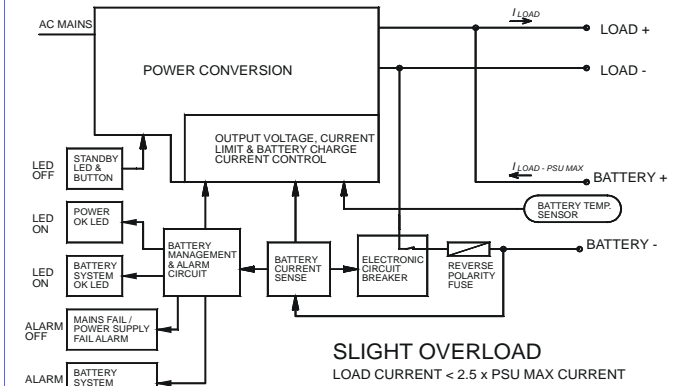 I LOAD
AC MAINS
LOAD +
POWER CONVERSION
LOAD -
OUTPUT VOLTAGE, CURRENT
LIMIT & BATTERY CHARGE
CURRENT CONTROL
LED
OFF
STANDBY
LED &
BUTTON
I LOAD - PSU MAX
BATTERY +
BATTERY TEMP.
SENSOR
LED
ON
POWER
OK LED
BATTERY
MANAGEMENT
& ALARM
CIRCUIT
BATTERY
CURRENT
SENSE
ELECTRONIC
CIRCUIT
BREAKER
REVERSE
POLARITY
FUSE
BATTERY -
LED
ON
BATTERY
SYSTEM
OK LED
ALARM
OFF
MAINS FAIL /
POWER SUPPLY
FAIL ALARM
SLIGHT OVERLOAD
LOAD CURRENT < 2.5 x PSU MAX CURRENT
ALARM
BATTERY
SYSTEM